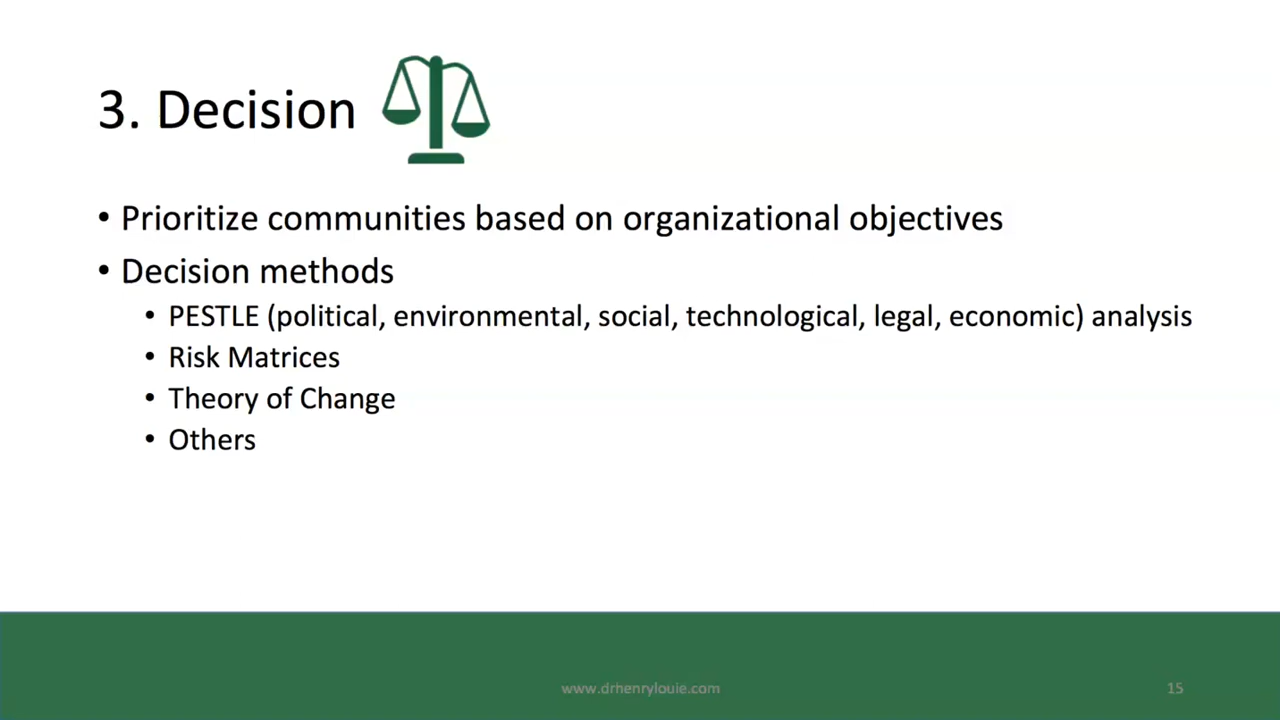 3. Decision
• Prioritize communities based on organizational objectives
• Decision methods
• PESTLE (political, environmental, social, technological, legal, economic) analysis
• Risk Matrices
• Theory of Change
• Others
www.drhenrylouie.com
15